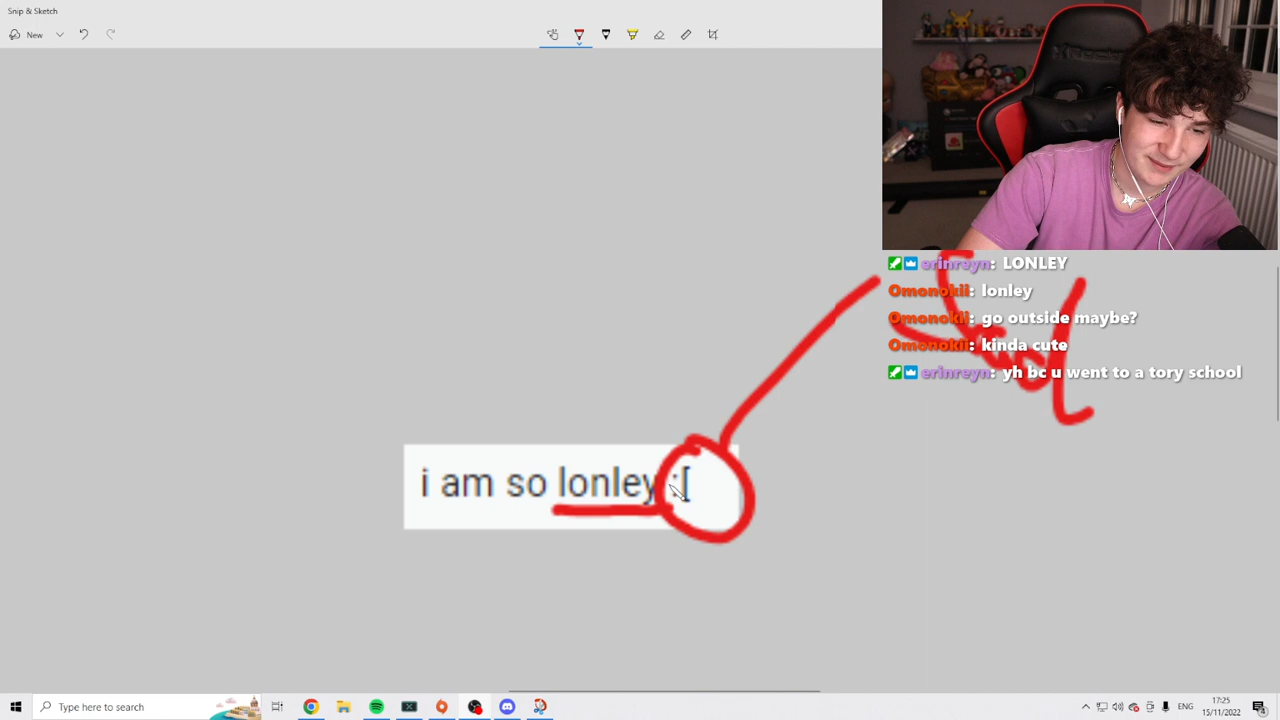 Snip & Sketch
New
erinreyn: LONLEY
Omonokii: lonley
Omonokii: go outside maybe?
Omonokii: kinda cute
erinreyn: yh bc u went to a tory school
i am so lonley :[
Type here to search
ENG
17:25
15/11/2022